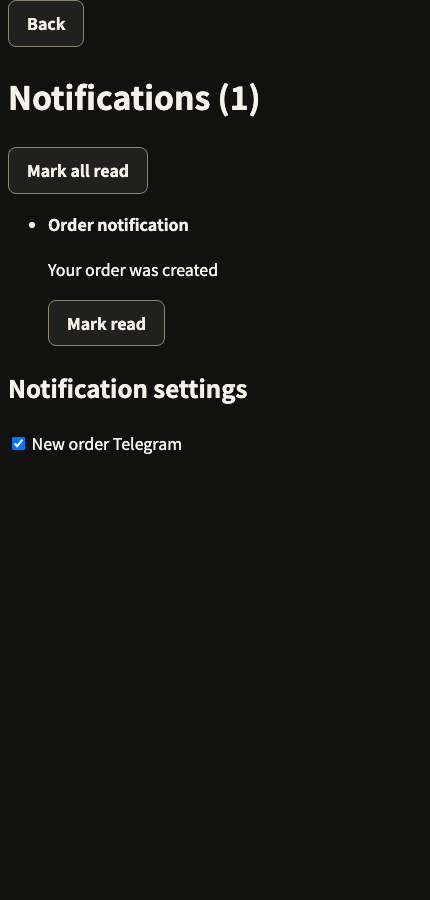 Back
Notifications (1)
Mark all read
Order notification
Your order was created
Mark read
Notification settings
New order Telegram